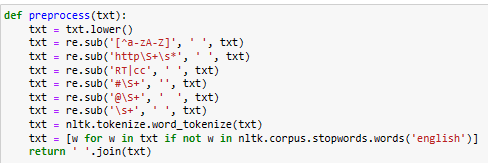 def preprocess(txt):
    txt = txt.lower()
    txt = re.sub('[^a-zA-Z]', ' ', txt)
    txt = re.sub('http\S+\s*', ' ', txt)
    txt = re.sub('RT|cc', ' ', txt)
    txt = re.sub('#\S+', '', txt)
    txt = re.sub('@\S+', '  ', txt)
    txt = re.sub('\s+', ' ', txt)
    txt = nltk.tokenize.word_tokenize(txt)
    txt = [w for w in txt if not w in nltk.corpus.stopwords.words('english')]
    return ' '.join(txt)